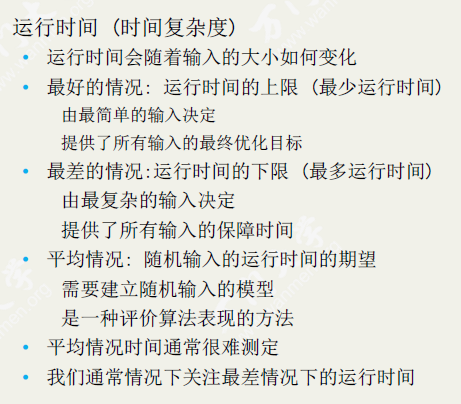 运行时间 (时间复杂度)
• 运行时间会随着输入的大小如何变化
• 最好的情况: 运行时间的上限 (最少运行时间)
由最简单的输入决定
提供了所有输入的最终优化目标
• 最差的情况:运行时间的下限 (最多运行时间)
由最复杂的输入决定
提供了所有输入的保障时间
• 平均情况: 随机输入的运行时间的期望
需要建立随机输入的模型
是一种评价算法表现的方法
• 平均情况时间通常很难测定
• 我们通常情况下关注最差情况下的运行时间